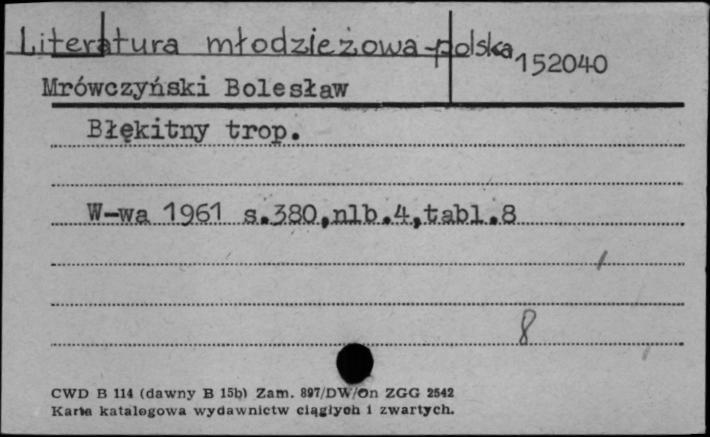 Literatura młodzieżowa-polska
152040
Mrówczyński Bolesław
Błękitny trop.
W-wa 1961 s.380,nlb.4,tabl.8
8
CWD B 114 (dawny B 15b) Zam. 897/DW/On ZGG 2542
Karta katalogowa wydawnictw ciągłych i zwartych.